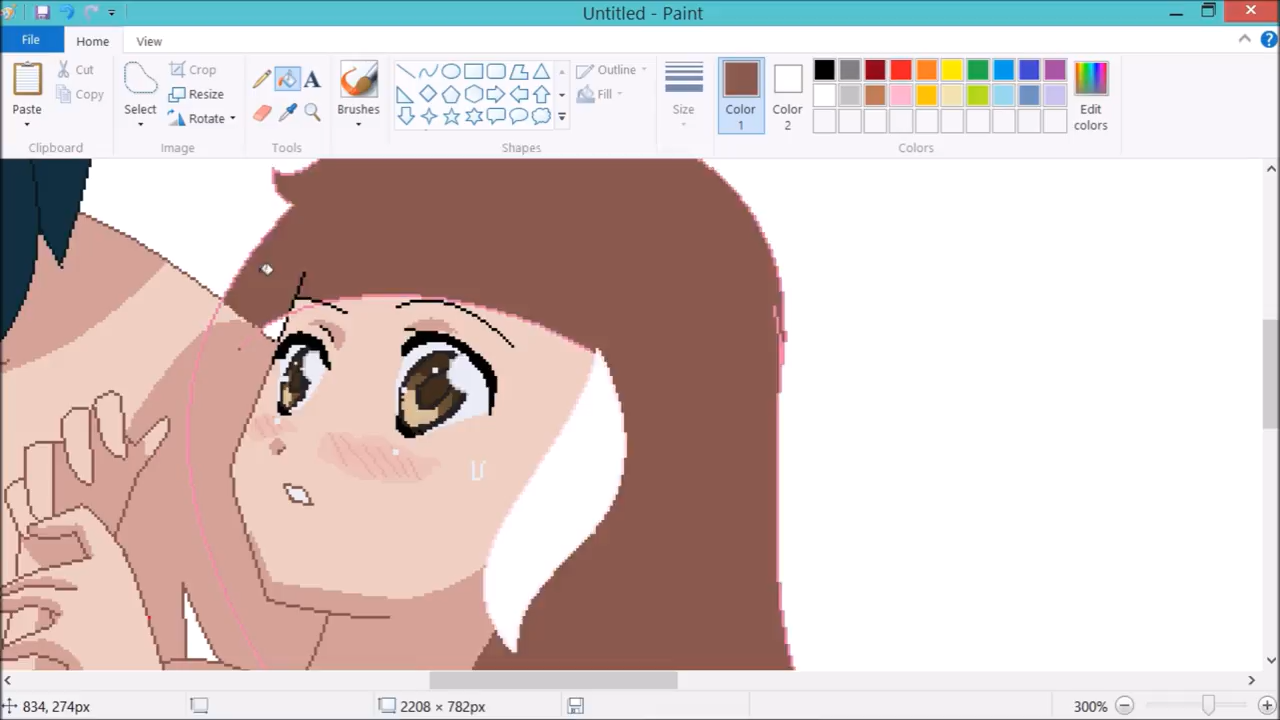 Untitled - Paint
File
Home
View
Paste
Cut
Copy
Clipboard
Select
Crop
Resize
Rotate
Image
A
Tools
Brushes
Outline
Fill
Shapes
Size
Color 1
Color 2
Edit colors
Colors
834, 274px
2208 × 782px
300%